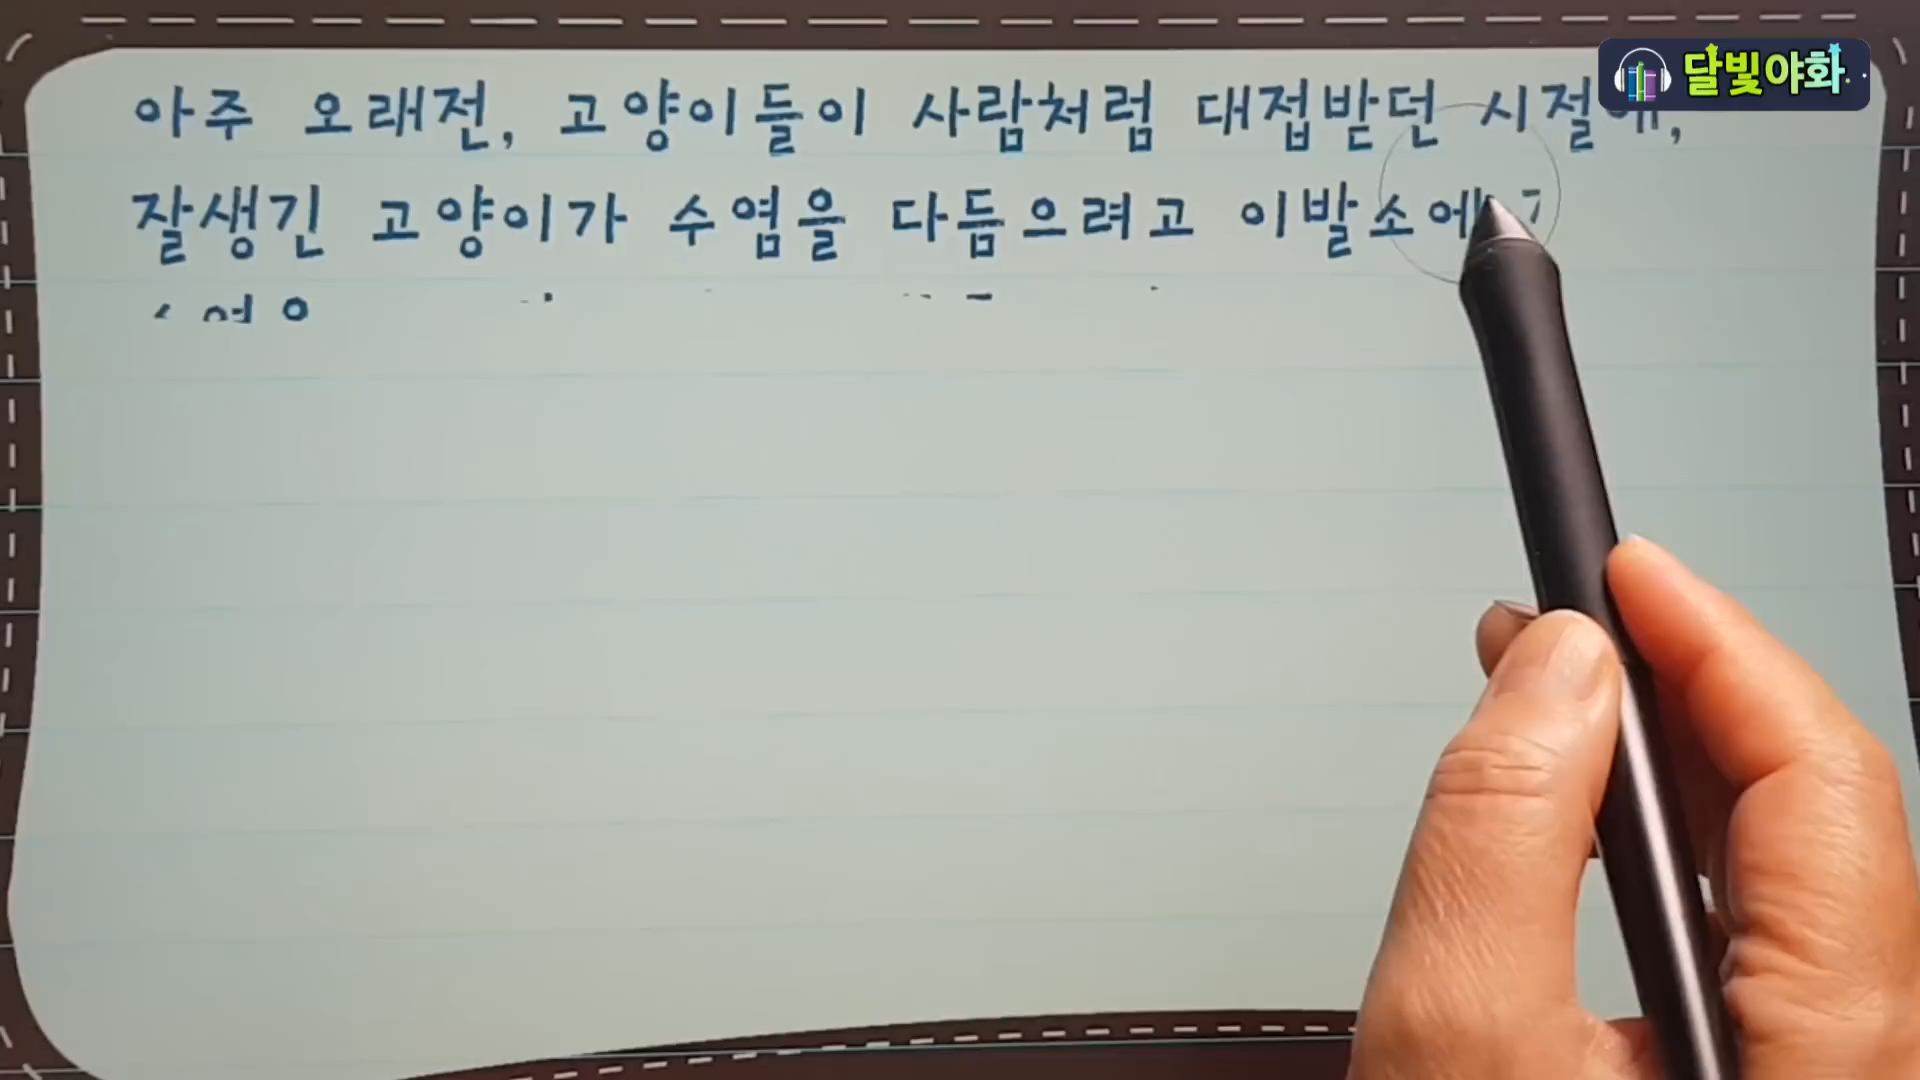 달빛야화
아주 오래전, 고양이들이 사람처럼 대접받던 시절에,
잘생긴 고양이가 수염을 다듬으려고 이발소에